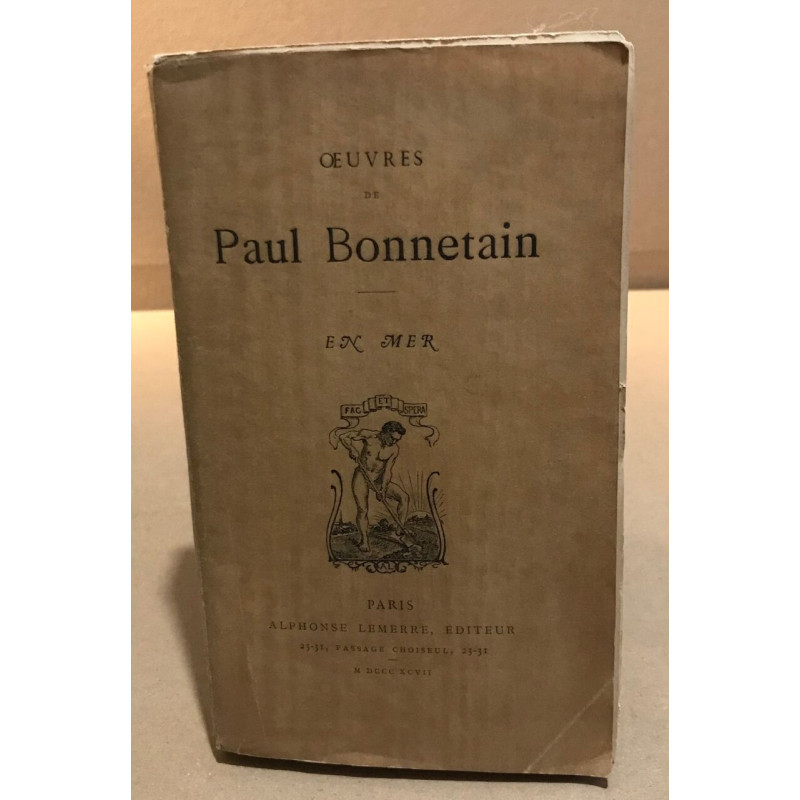 ŒUVRES
DE
Paul Bonnetain
EN MER
FAC ET SPERA
AL
PARIS
ALPHONSE LEMERRE, ÉDITEUR
23-31, PASSAGE CHOISEUL, 23-31
M DCCC XCVII